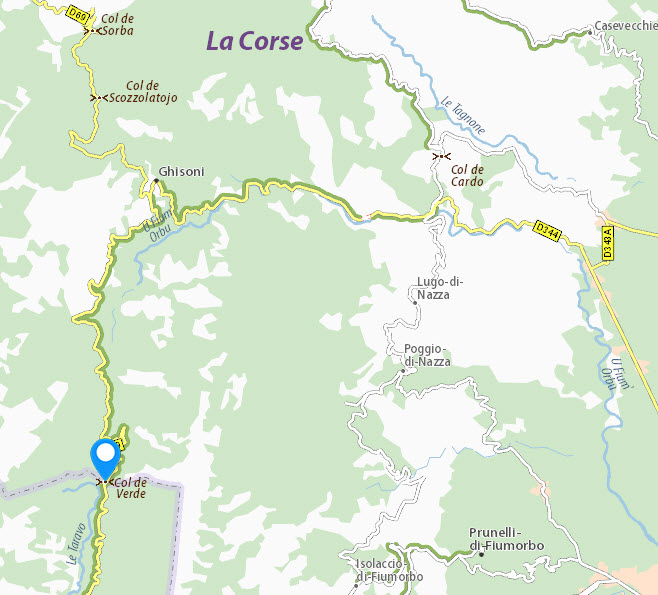 D69
Col de
Sorba
La Corse
Casevecchie
Col de
Scozzolatojo
Le Tagnone
Col de
Cardo
Ghisoni
U Fium'
Orbu
D344
D343A
Lugo-di-
Nazza
Poggio-
di-Nazza
U Fium'
Orbu
Col de
Verde
Le Taravo
Prunelli-
di-Fiumorbo
Isolaccio-
di-Fiumorbo